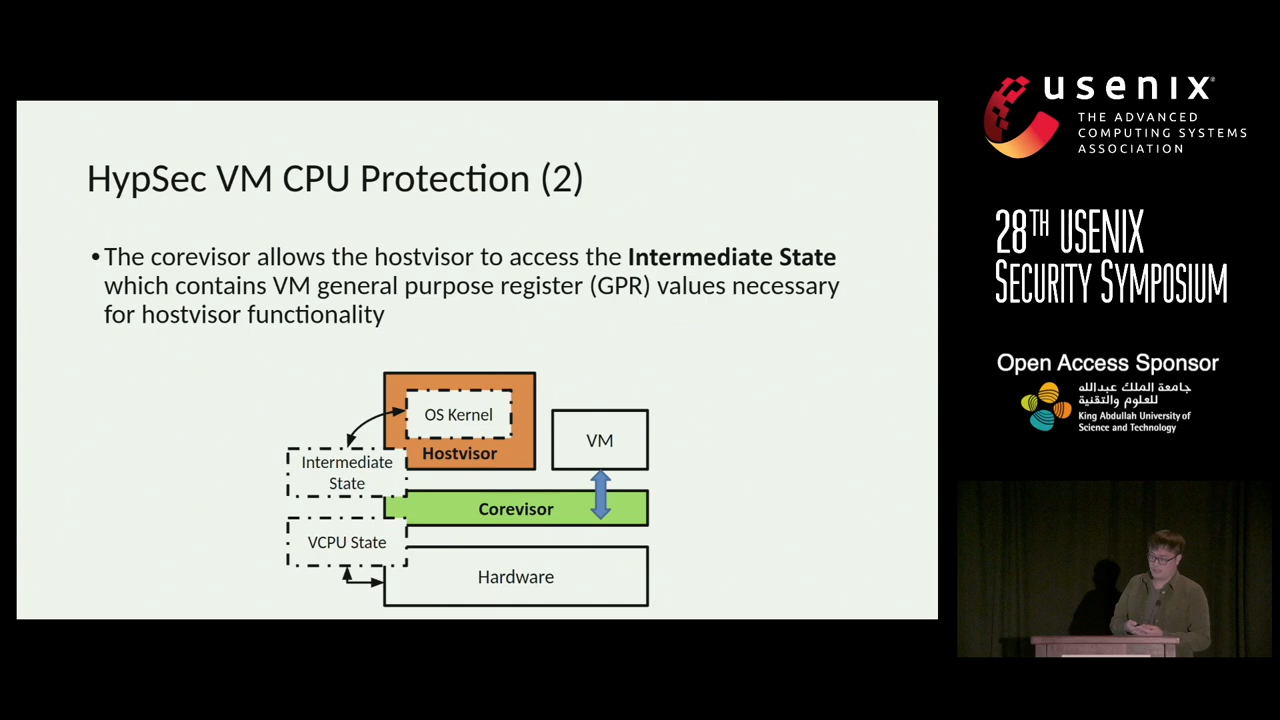 HypSec VM CPU Protection (2)
• The corevisor allows the hostvisor to access the Intermediate State
which contains VM general purpose register (GPR) values necessary
for hostvisor functionality
OS Kernel
Hostvisor
VM
Intermediate
State
Corevisor
VCPU State
Hardware
usenix®
THE ADVANCED
COMPUTING SYSTEMS
ASSOCIATION
28TH USENIX
SECURITY SYMPOSIUM
Open Access Sponsor
جامعة الملك عبدالله
للعلوم والتقنية
King Abdullah University of
Science and Technology